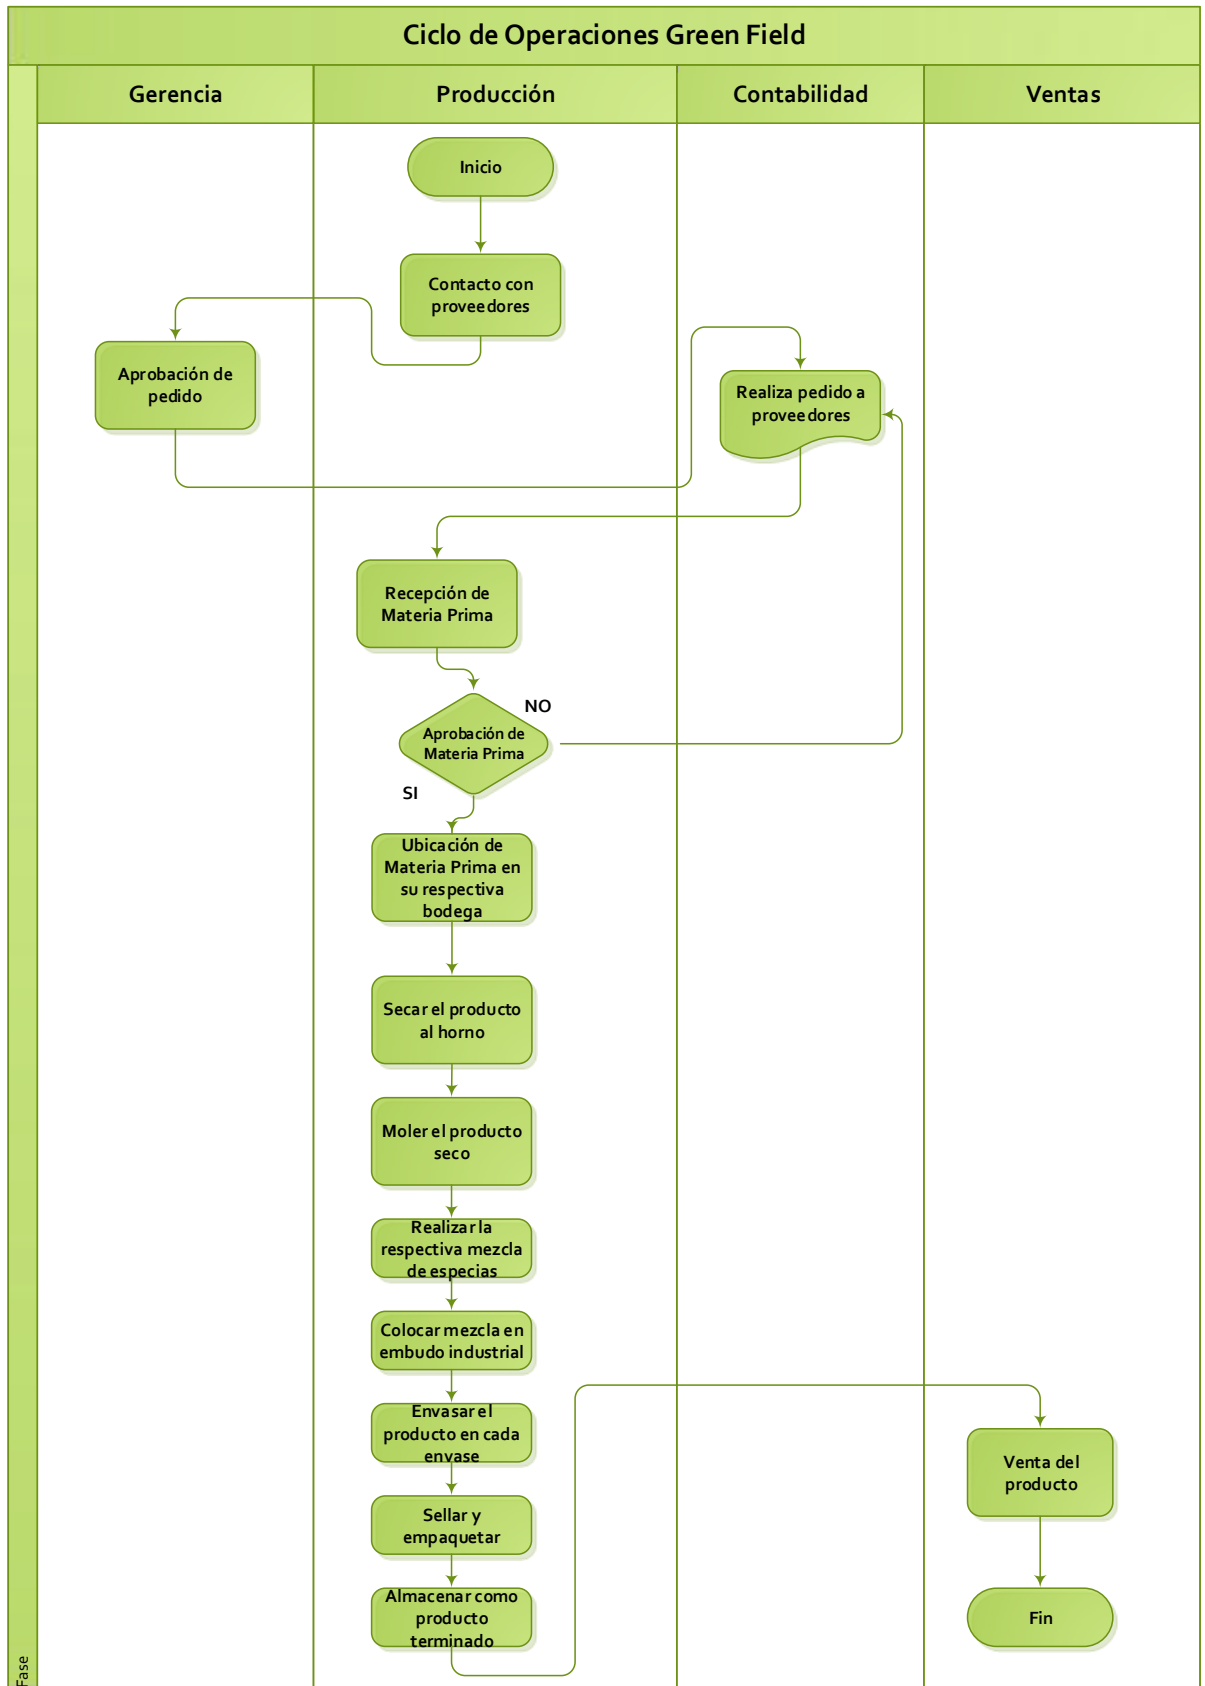 Ciclo de Operaciones Green Field
Gerencia
Producción
Contabilidad
Ventas
Inicio
Contacto con
proveedores
Aprobación de
pedido
Realiza pedido a
proveedores
Recepción de
Materia Prima
NO
Aprobación de
Materia Prima
SI
Ubicación de
Materia Prima en
su respectiva
bodega
Secar el producto
al horno
Moler el producto
seco
Realizar la
respectiva mezcla
de especias
Colocar mezcla en
embudo industrial
Envasar el
producto en cada
envase
Sellar y
empaquetar
Almacenar como
producto
terminado
Venta del
producto
Fin
Fase